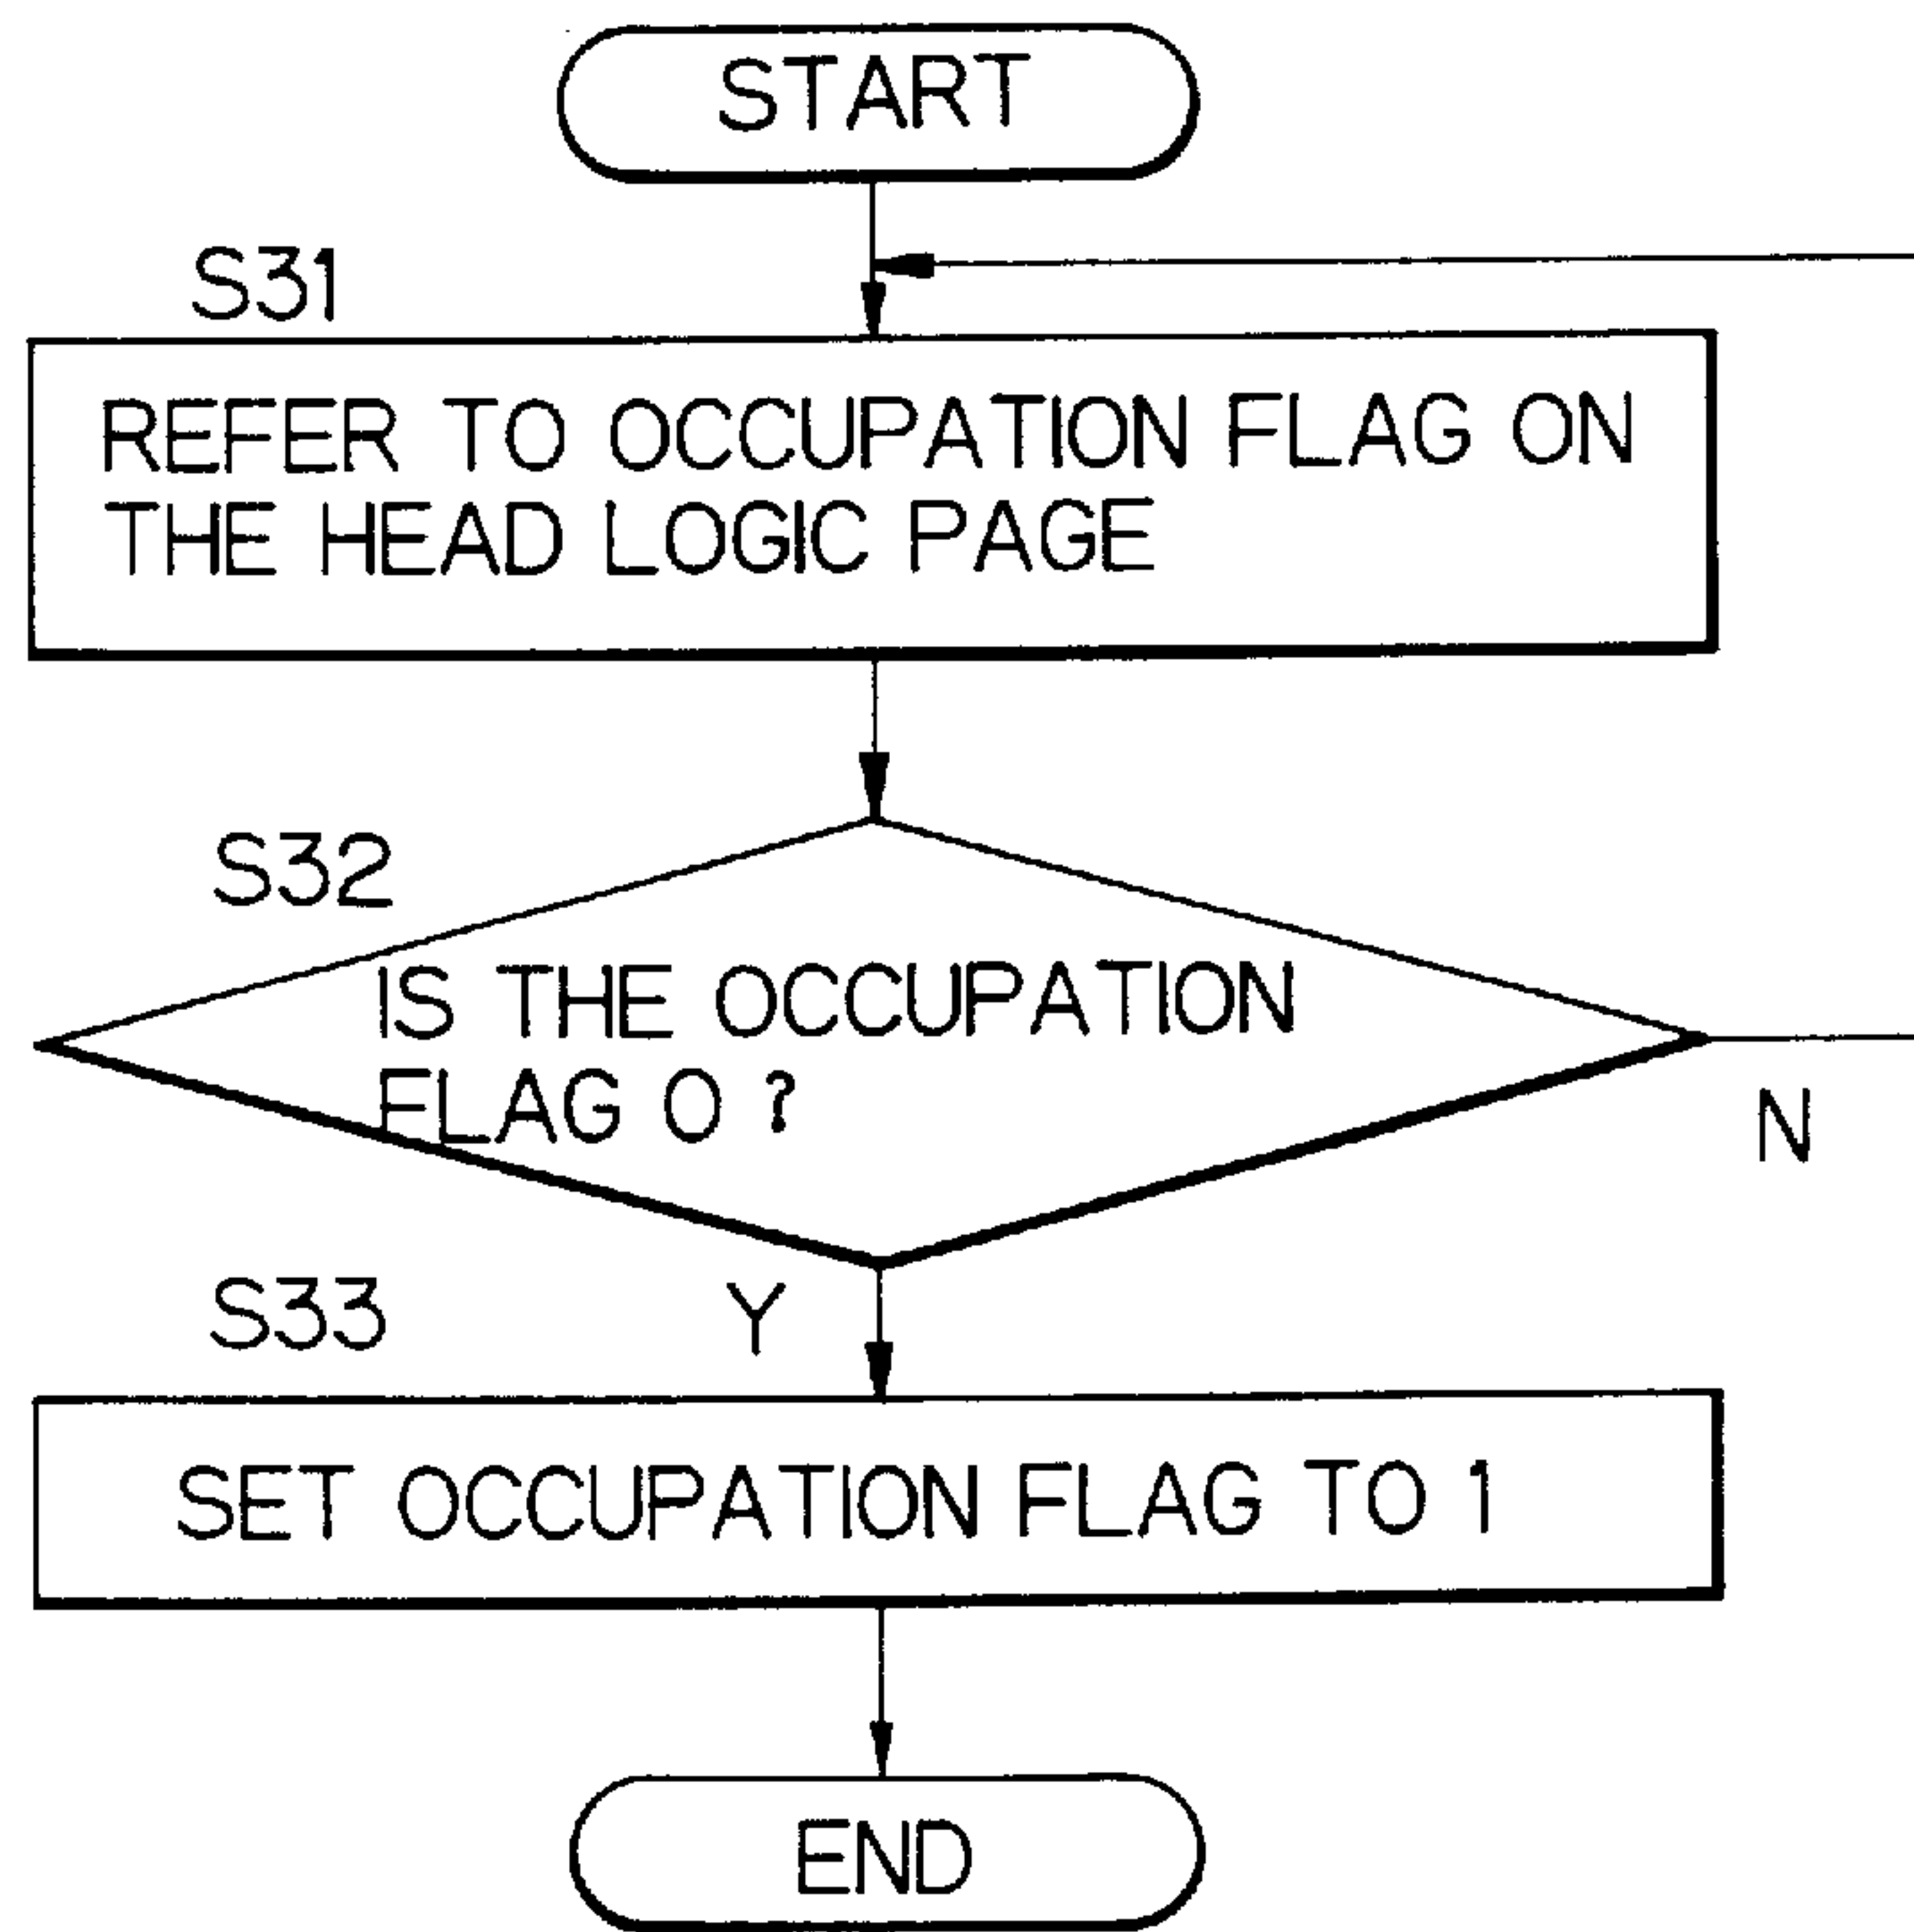 START
S31
REFER TO OCCUPATION FLAG ON
THE HEAD LOGIC PAGE
S32
IS THE OCCUPATION
FLAG 0 ?
N
S33
Y
SET OCCUPATION FLAG TO 1
END